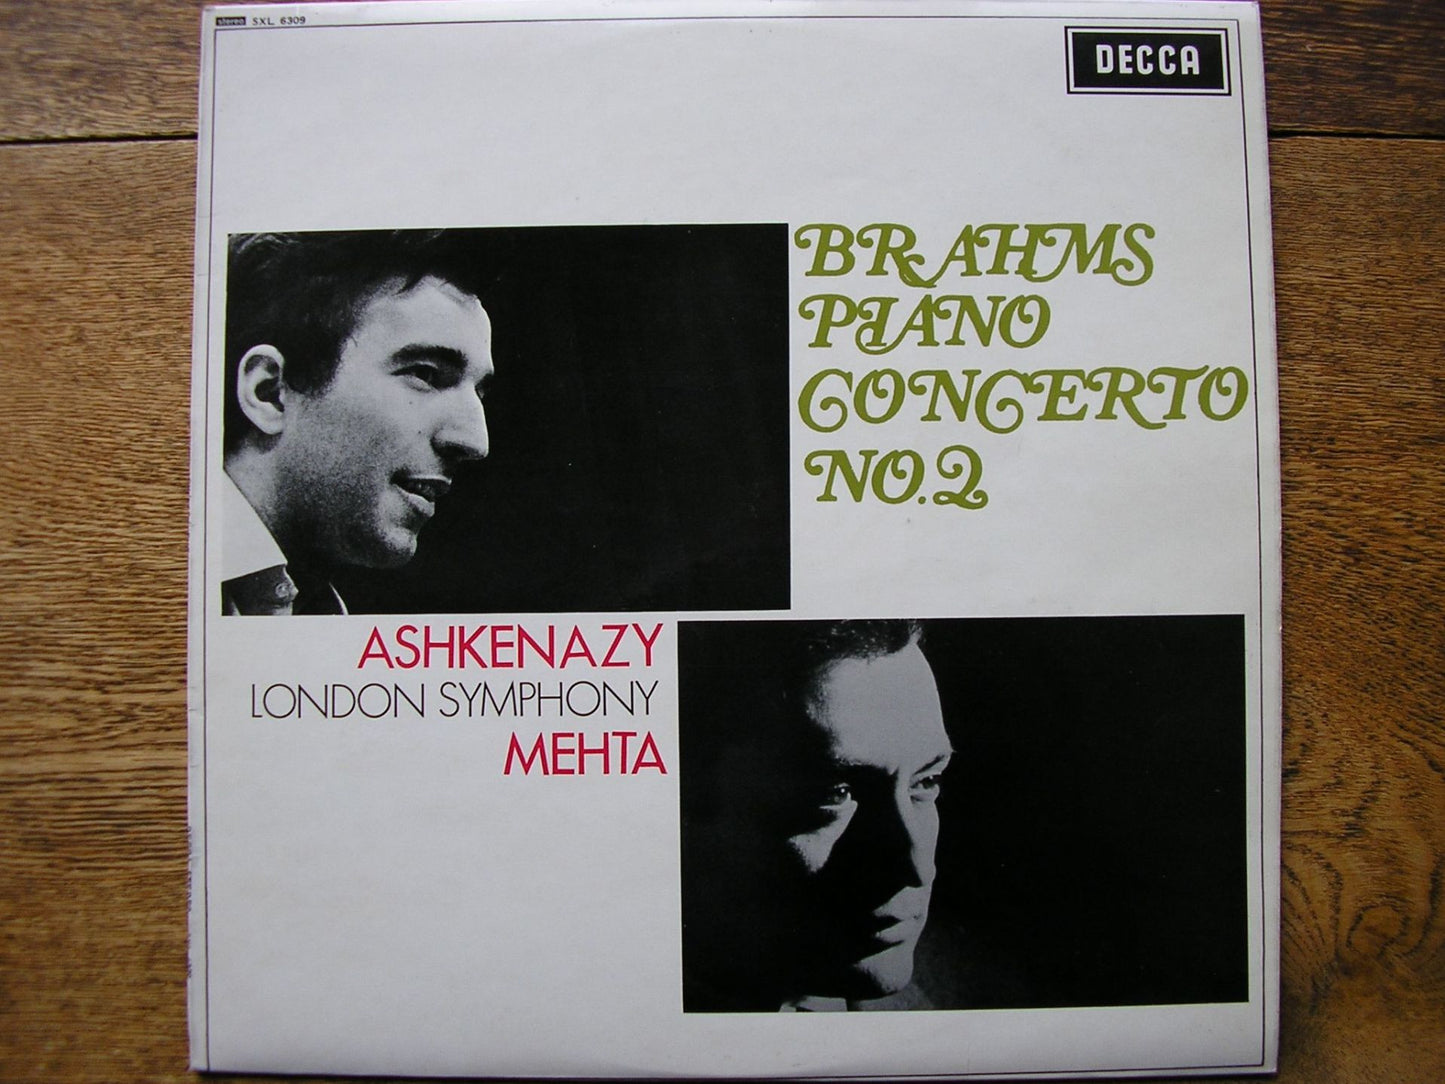 stereo SXL 6309
DECCA
BRAHMS
PIANO
CONCERTO
NO.2
ASHKENAZY
LONDON SYMPHONY
MEHTA